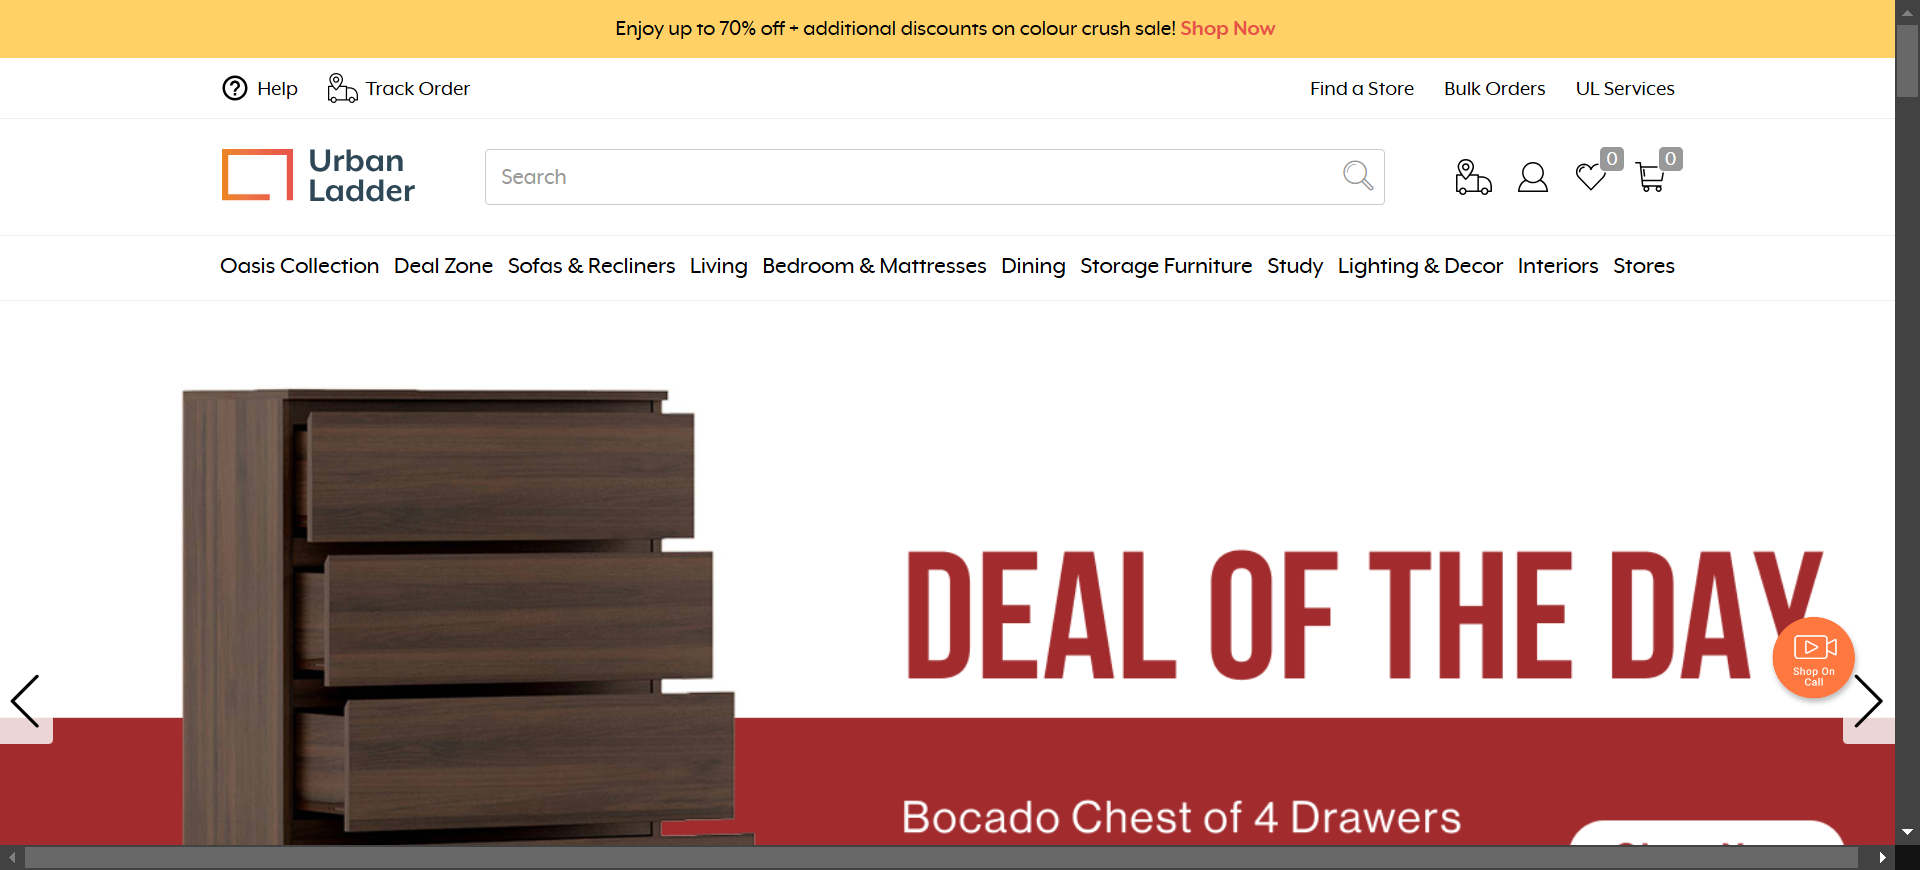 Enjoy up to 70% off + additional discounts on colour crush sale! Shop Now
Help Track Order Find a Store Bulk Orders UL Services
Urban
Ladder
Search
0 0
Oasis Collection Deal Zone Sofas & Recliners Living Bedroom & Mattresses Dining Storage Furniture Study Lighting & Decor Interiors Stores
DEAL OF THE DAY
Shop On
Call
Bocado Chest of 4 Drawers